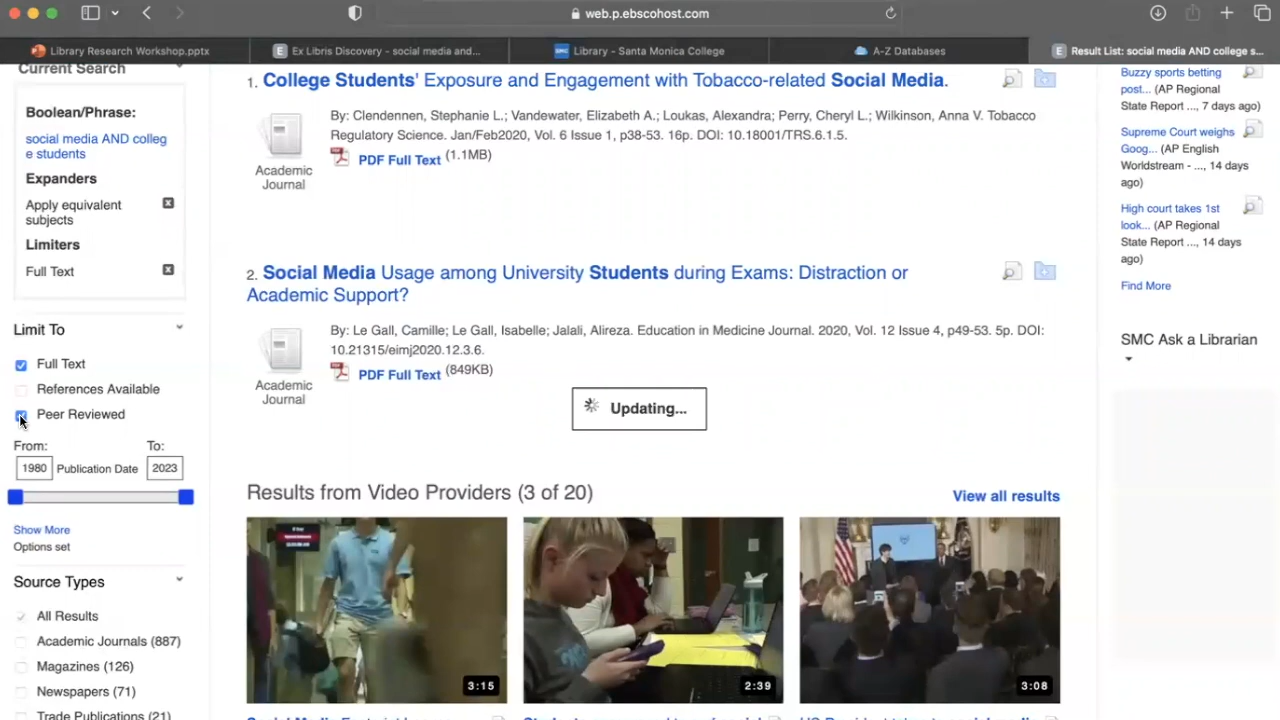 web.p.ebscohost.com
Library Research Workshop.pptx
Ex Libris Discovery - social media and...
SMC
Library - Santa Monica College
A-Z Databases
E
Result List: social media AND college s...
Current Search
Boolean/Phrase:
social media AND colleg
e students
Expanders
Apply equivalent
subjects
Limiters
Full Text
Limit To
Full Text
References Available
Peer Reviewed
From:
To:
1980
Publication Date
2023
Show More
Options set
Source Types
All Results
Academic Journals (887)
Magazines (126)
Newspapers (71)
Trade Publications (21)
1. College Students' Exposure and Engagement with Tobacco-related Social Media.
By: Clendennen, Stephanie L.; Vandewater, Elizabeth A.; Loukas, Alexandra; Perry, Cheryl L.; Wilkinson, Anna V. Tobacco
Regulatory Science. Jan/Feb2020, Vol. 6 Issue 1, p38-53. 16p. DOI: 10.18001/TRS.6.1.5.
PDF Full Text (1.1MB)
Academic
Journal
2. Social Media Usage among University Students during Exams: Distraction or
Academic Support?
By: Le Gall, Camille; Le Gall, Isabelle; Jalali, Alireza. Education in Medicine Journal. 2020, Vol. 12 Issue 4, p49-53. 5p. DOI:
10.21315/eimj2020.12.3.6.
PDF Full Text (849KB)
Academic
Journal
Updating...
Results from Video Providers (3 of 20)
View all results
3:15
2:39
3:08
Buzzy sports betting
post... (AP Regional
State Report ..., 7 days ago)
Supreme Court weighs
Goog... (AP English
Worldstream - ..., 14 days
ago)
High court takes 1st
look... (AP Regional
State Report ..., 14 days
ago)
Find More
SMC Ask a Librarian